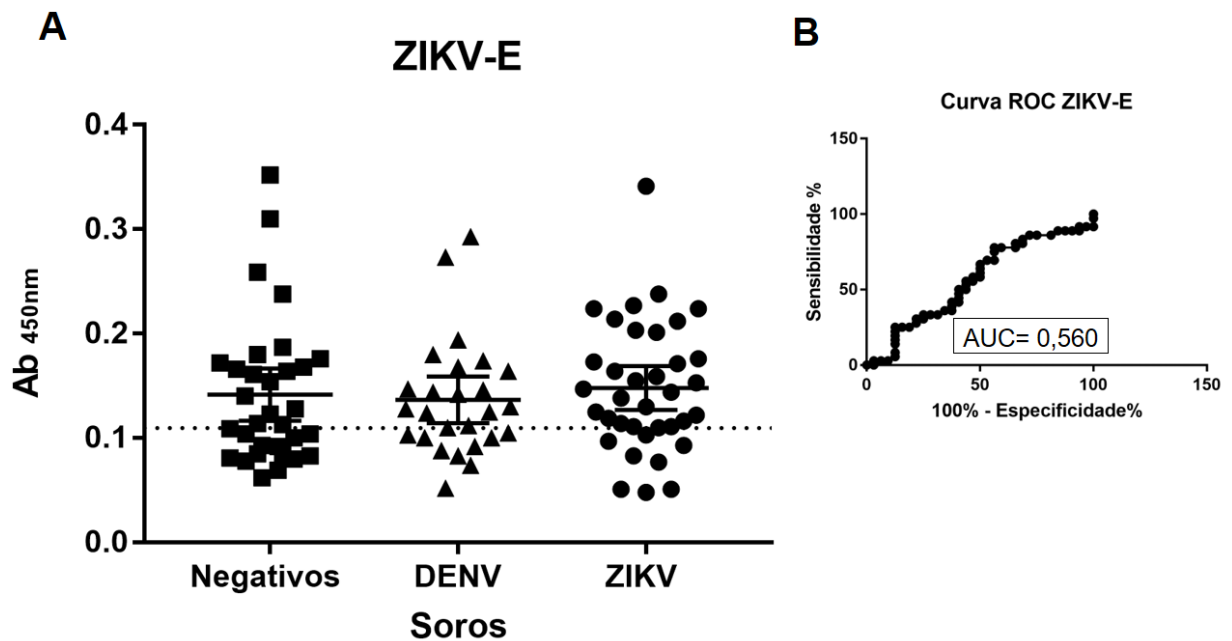 A
ZIKV-E
Ab 450nm
0.4
0.3
0.2
0.1
0.0
Negativos DENV ZIKV
Soros
B
Curva ROC ZIKV-E
Sensibilidade %
150
100
50
0
AUC= 0,560
0 50 100 150
100% - Especificidade%